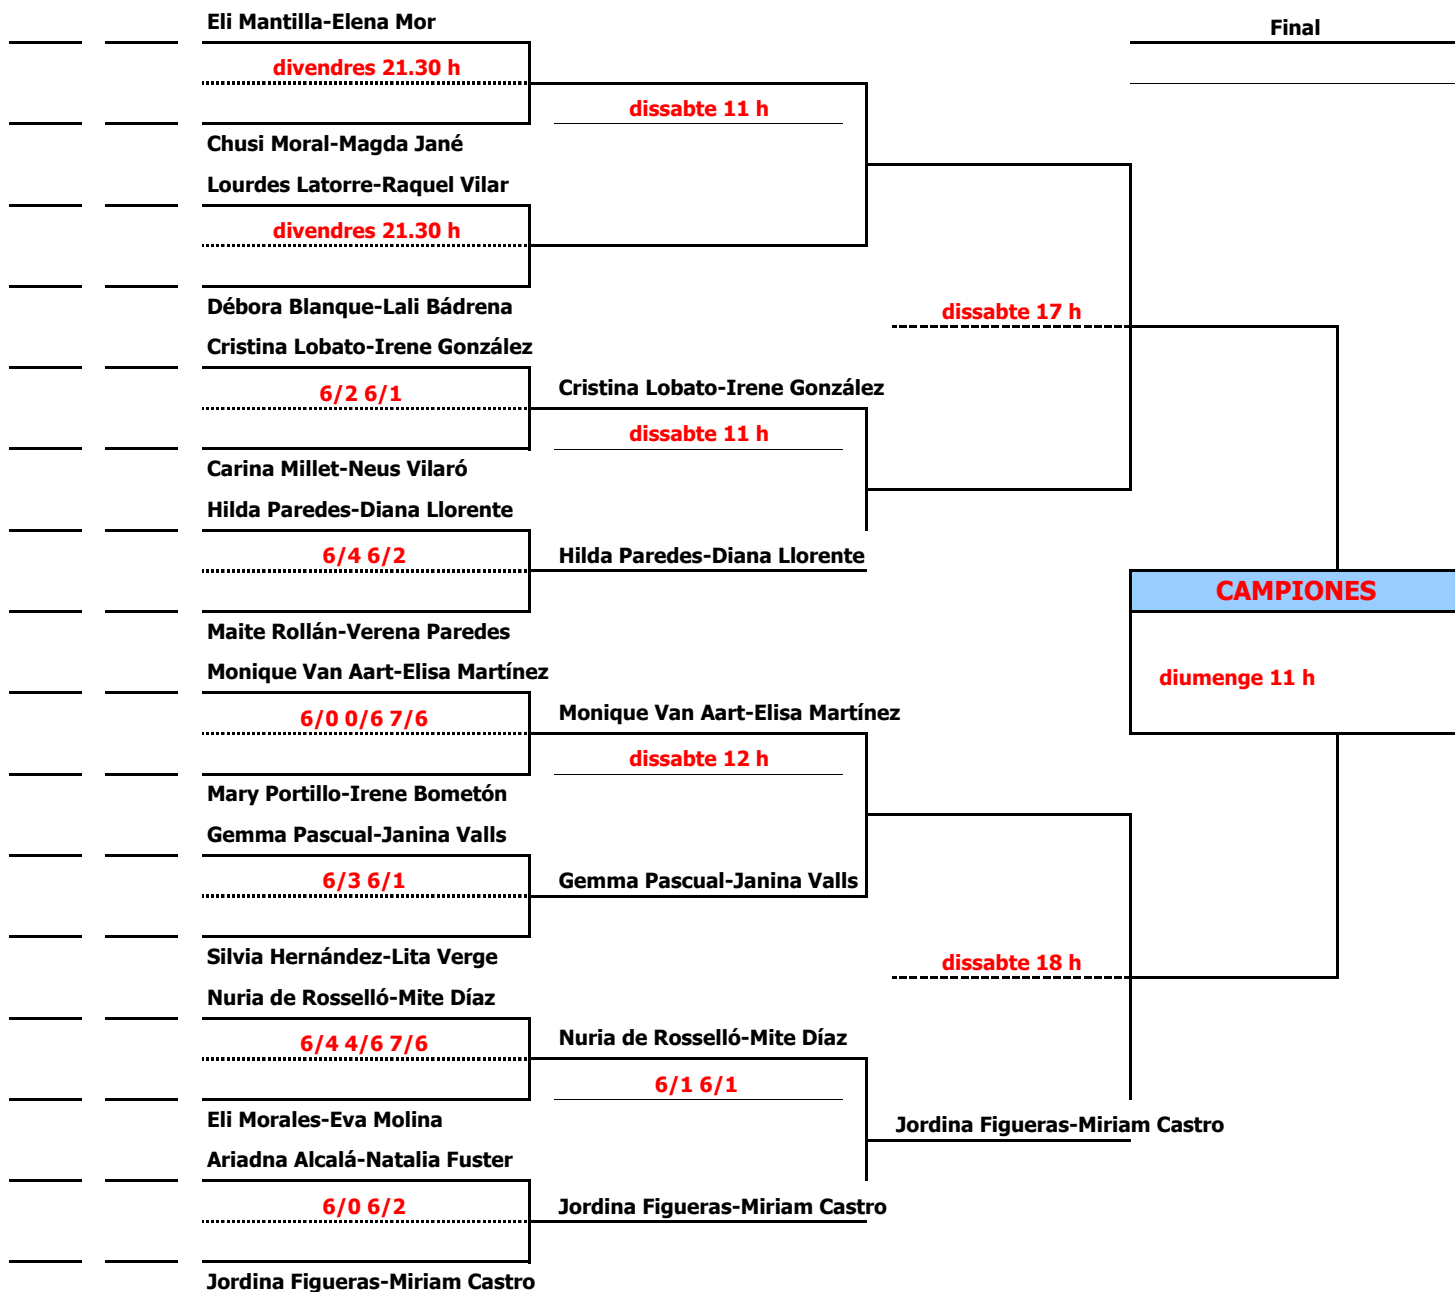 Eli Mantilla-Elena Mor
Final
divendres 21.30 h
dissabte 11 h
Chusi Moral-Magda Jané
Lourdes Latorre-Raquel Vilar
divendres 21.30 h
Débora Blanque-Lali Bádrena
dissabte 17 h
Cristina Lobato-Irene González
6/2 6/1
Cristina Lobato-Irene González
dissabte 11 h
Carina Millet-Neus Vilaró
Hilda Paredes-Diana Llorente
6/4 6/2
Hilda Paredes-Diana Llorente
CAMPIONES
Maite Rollán-Verena Paredes
Monique Van Aart-Elisa Martínez
diumenge 11 h
6/0 0/6 7/6
Monique Van Aart-Elisa Martínez
dissabte 12 h
Mary Portillo-Irene Bometón
Gemma Pascual-Janina Valls
6/3 6/1
Gemma Pascual-Janina Valls
Silvia Hernández-Lita Verge
dissabte 18 h
Nuria de Rosselló-Mite Díaz
6/4 4/6 7/6
Nuria de Rosselló-Mite Díaz
6/1 6/1
Eli Morales-Eva Molina
Jordina Figueras-Miriam Castro
Ariadna Alcalá-Natalia Fuster
6/0 6/2
Jordina Figueras-Miriam Castro
Jordina Figueras-Miriam Castro